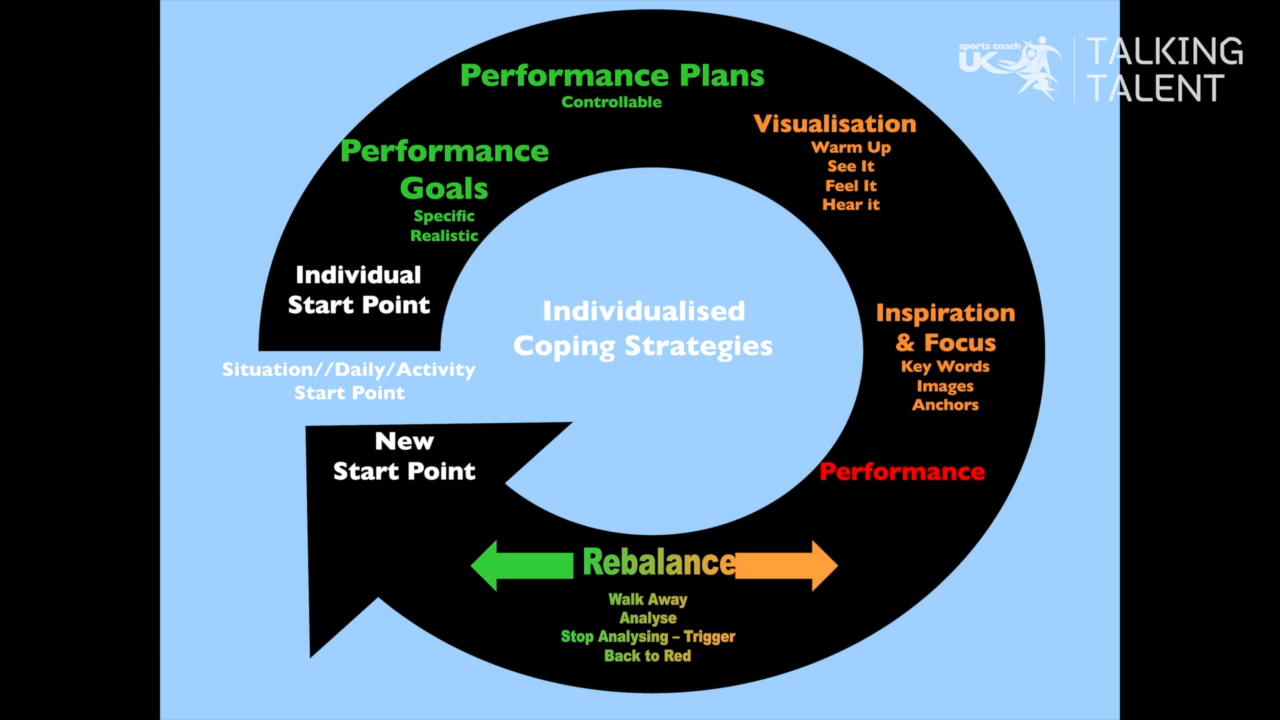 sports coach
UK
TALKING
TALENT
Performance Plans
Controllable
Visualisation
Warm Up
See It
Feel It
Hear it
Performance
Goals
Specific
Realistic
Individual
Start Point
Individualised
Coping Strategies
Inspiration
& Focus
Key Words
Images
Anchors
Situation//Daily/Activity
Start Point
New
Start Point
Performance
Rebalance
Walk Away
Analyse
Stop Analysing – Trigger
Back to Red